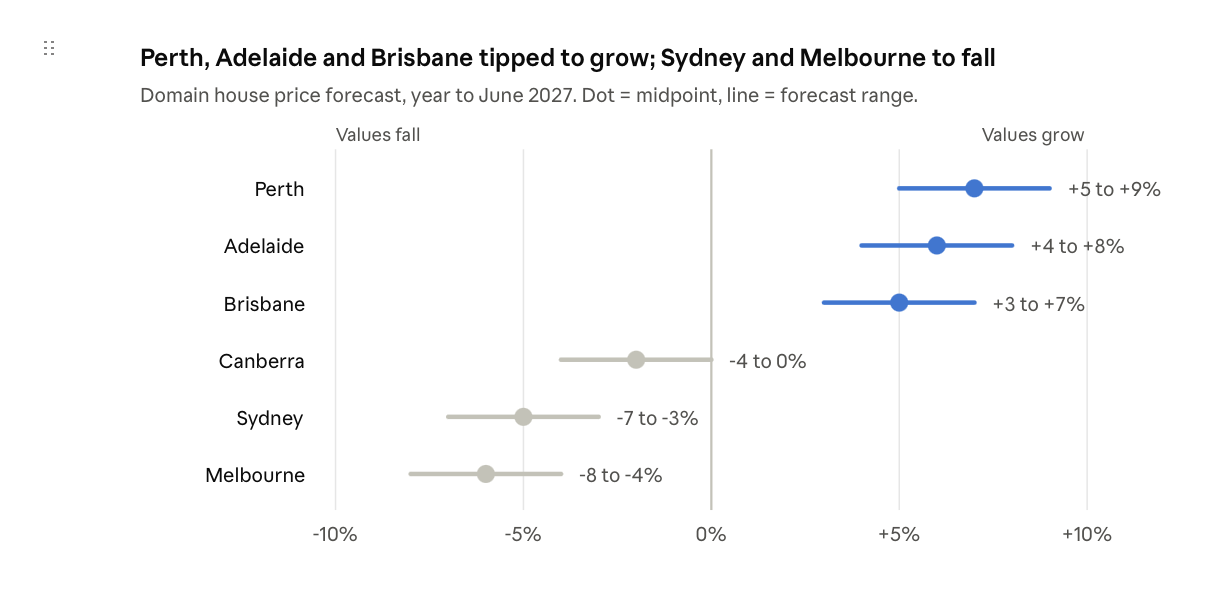 Perth, Adelaide and Brisbane tipped to grow; Sydney and Melbourne to fall
Domain house price forecast, year to June 2027. Dot = midpoint, line = forecast range.
Values fall
Values grow
Perth
+5 to +9%
Adelaide
+4 to +8%
Brisbane
+3 to +7%
Canberra
-4 to 0%
Sydney
-7 to -3%
Melbourne
-8 to -4%
-10%
-5%
0%
+5%
+10%